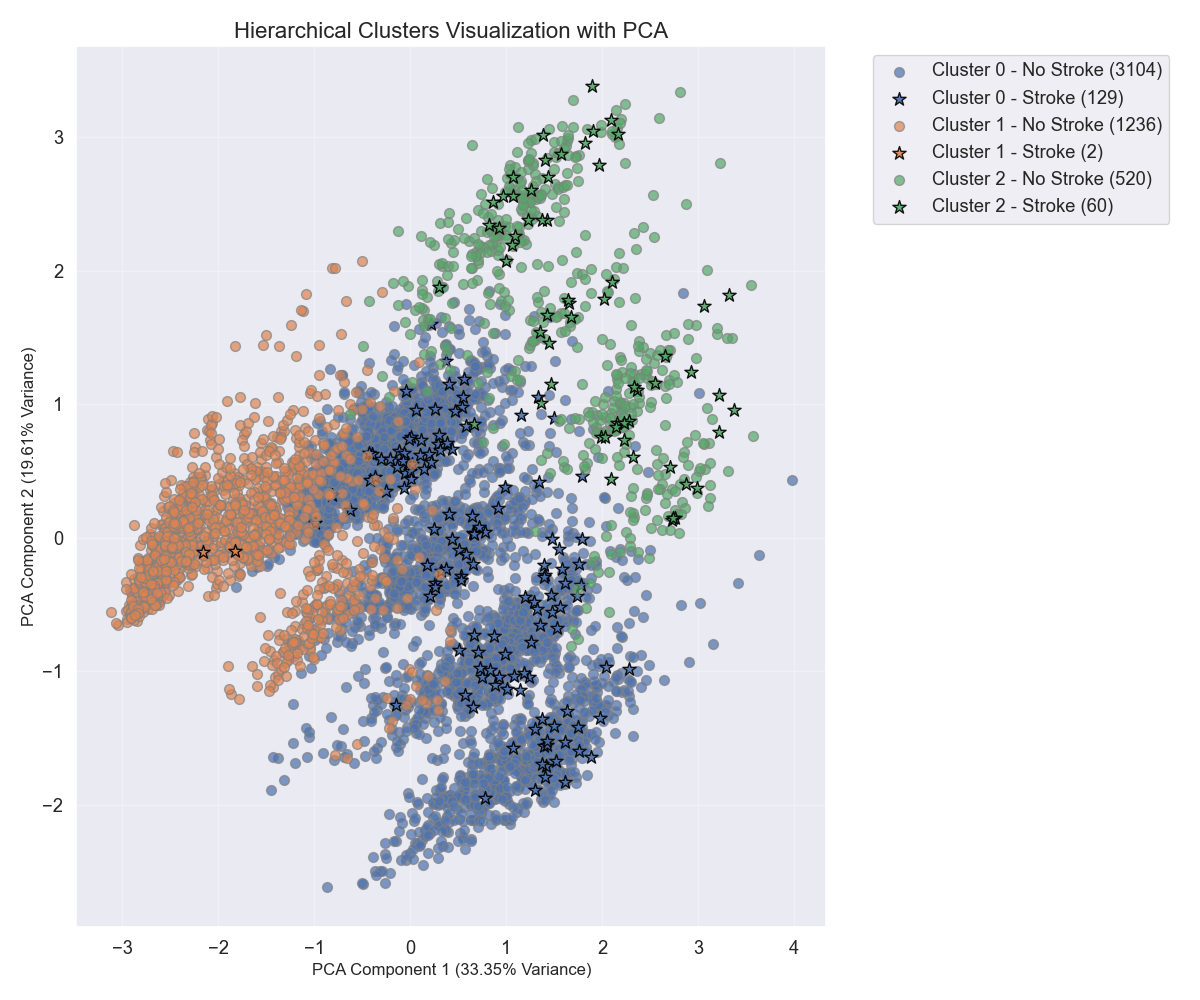 Hierarchical Clusters Visualization with PCA
Cluster 0 - No Stroke (3104)
Cluster 0 - Stroke (129)
Cluster 1 - No Stroke (1236)
Cluster 1 - Stroke (2)
Cluster 2 - No Stroke (520)
Cluster 2 - Stroke (60)
PCA Component 2 (19.61% Variance)
3
2
1
0
−1
−2
−3 −2 −1 0 1 2 3 4
PCA Component 1 (33.35% Variance)